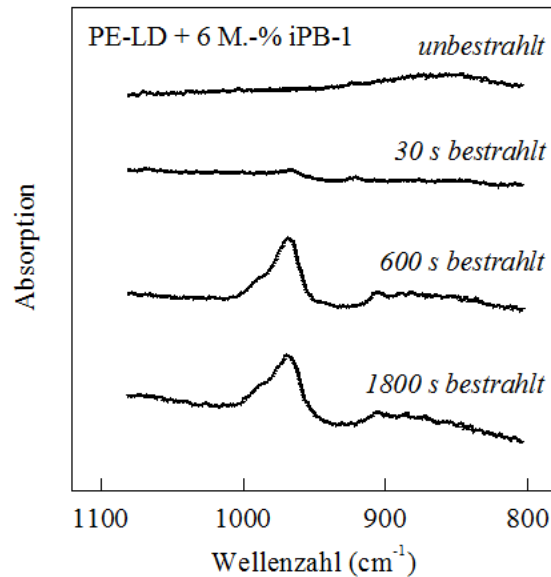 PE-LD + 6 M.-% iPB-1
unbestrahlt
30 s bestrahlt
600 s bestrahlt
1800 s bestrahlt
Absorption
1100 1000 900 800
Wellenzahl (cm⁻¹)